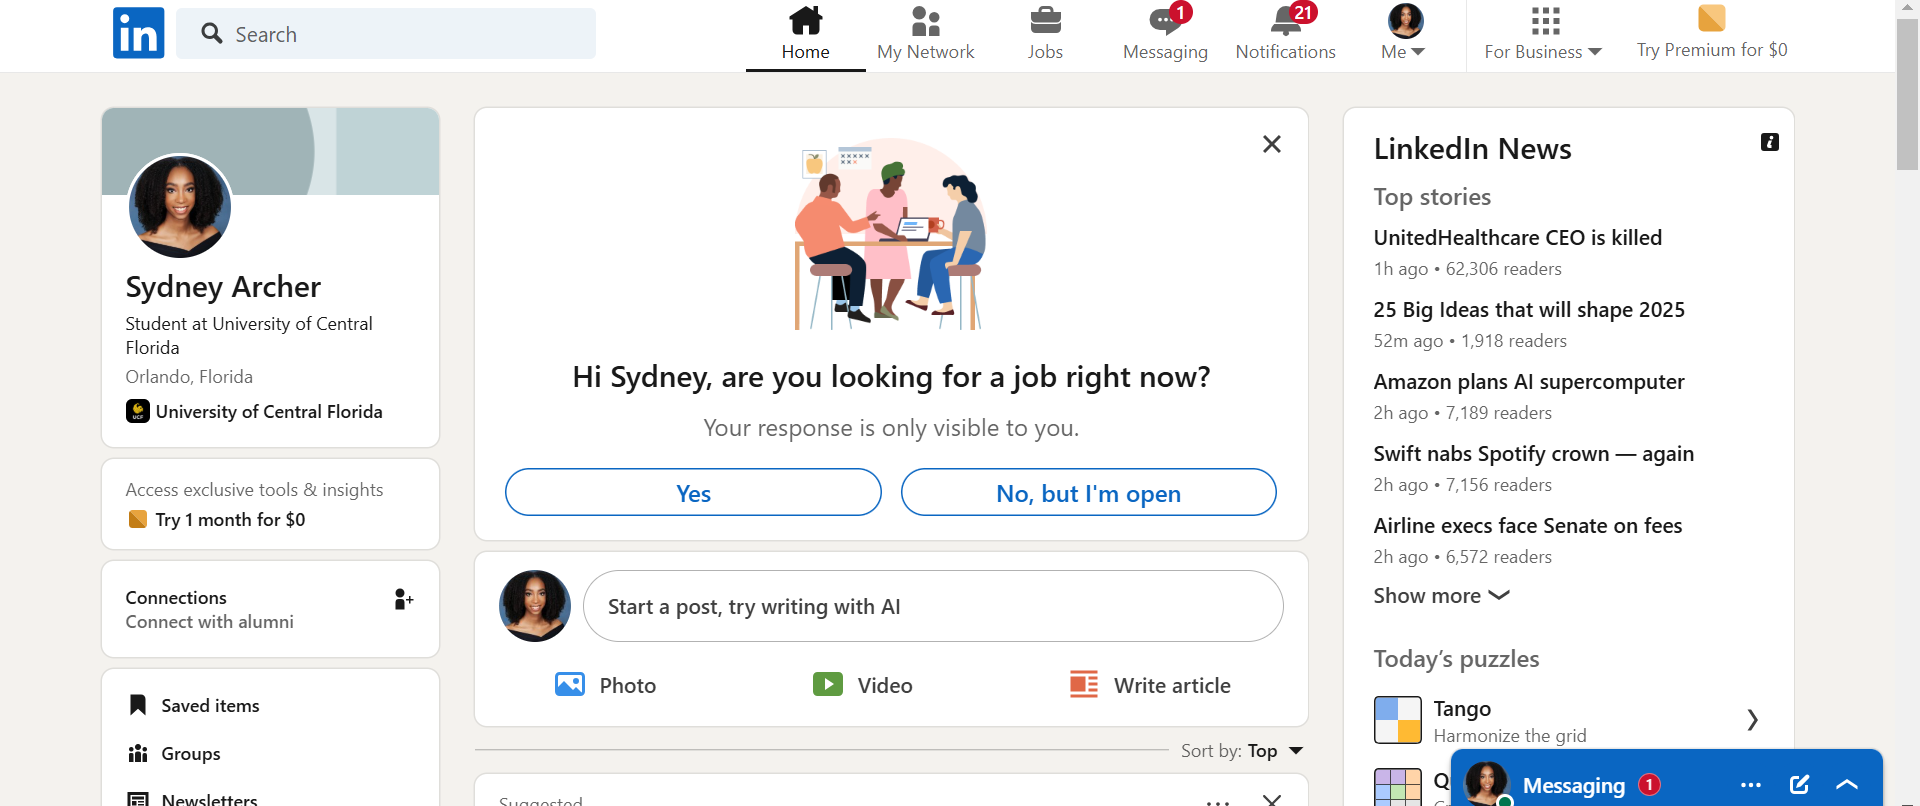 in
Search
Home
My Network
Jobs
1
Messaging
21
Notifications
Me
For Business
Try Premium for $0
Sydney Archer
Student at University of Central
Florida
Orlando, Florida
UCF
University of Central Florida
Access exclusive tools & insights
Try 1 month for $0
Connections
Connect with alumni
Saved items
Groups
Newsletters
Hi Sydney, are you looking for a job right now?
Your response is only visible to you.
Yes
No, but I'm open
Start a post, try writing with AI
Photo
Video
Write article
Sort by: Top
Suggested
LinkedIn News
Top stories
UnitedHealthcare CEO is killed
1h ago • 62,306 readers
25 Big Ideas that will shape 2025
52m ago • 1,918 readers
Amazon plans AI supercomputer
2h ago • 7,189 readers
Swift nabs Spotify crown — again
2h ago • 7,156 readers
Airline execs face Senate on fees
2h ago • 6,572 readers
Show more
Today’s puzzles
Tango
Harmonize the grid
Messaging 1